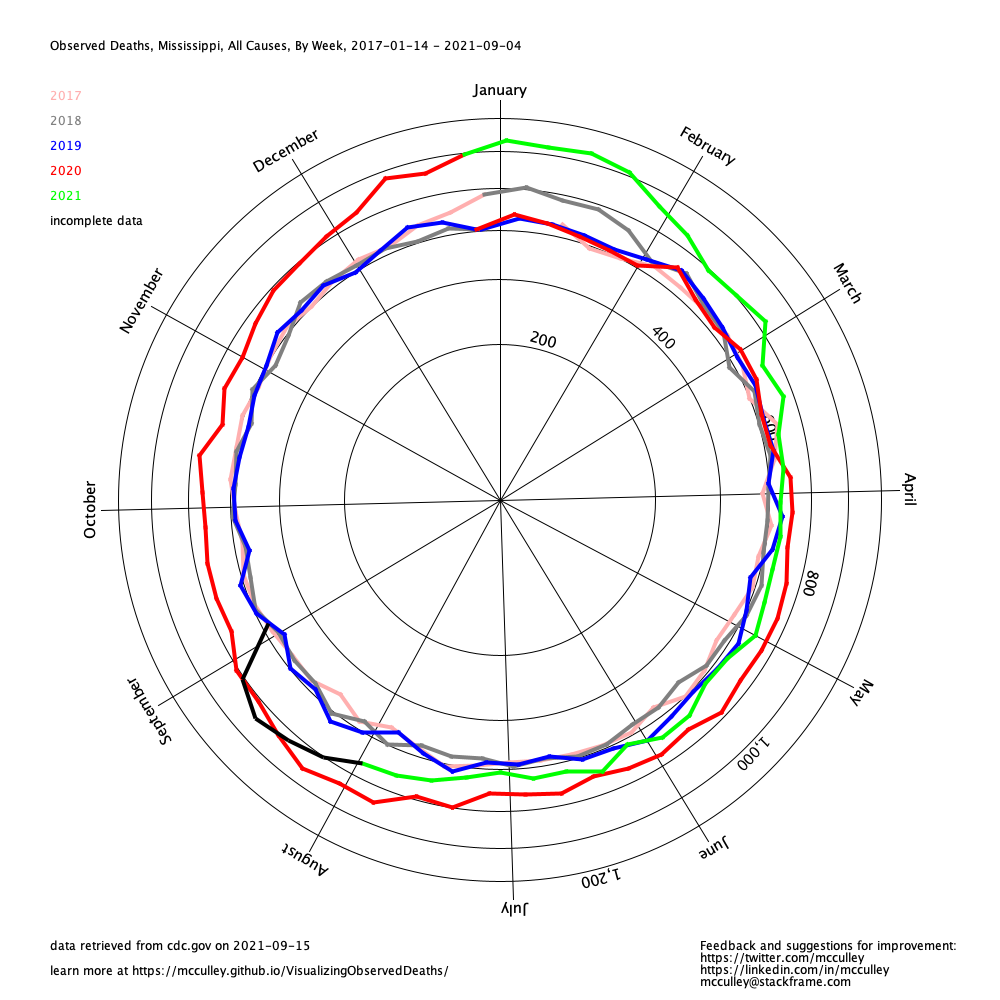 Observed Deaths, Mississippi, All Causes, By Week, 2017-01-14 - 2021-09-04
2017
2018
2019
2020
2021
incomplete data
January
February
March
April
May
June
July
August
September
October
November
December
200
400
800
1,000
1,200
data retrieved from cdc.gov on 2021-09-15
learn more at https://mcculley.github.io/VisualizingObservedDeaths/
Feedback and suggestions for improvement:
https://twitter.com/mcculley
https://linkedin.com/in/mcculley
mcculley@stackframe.com